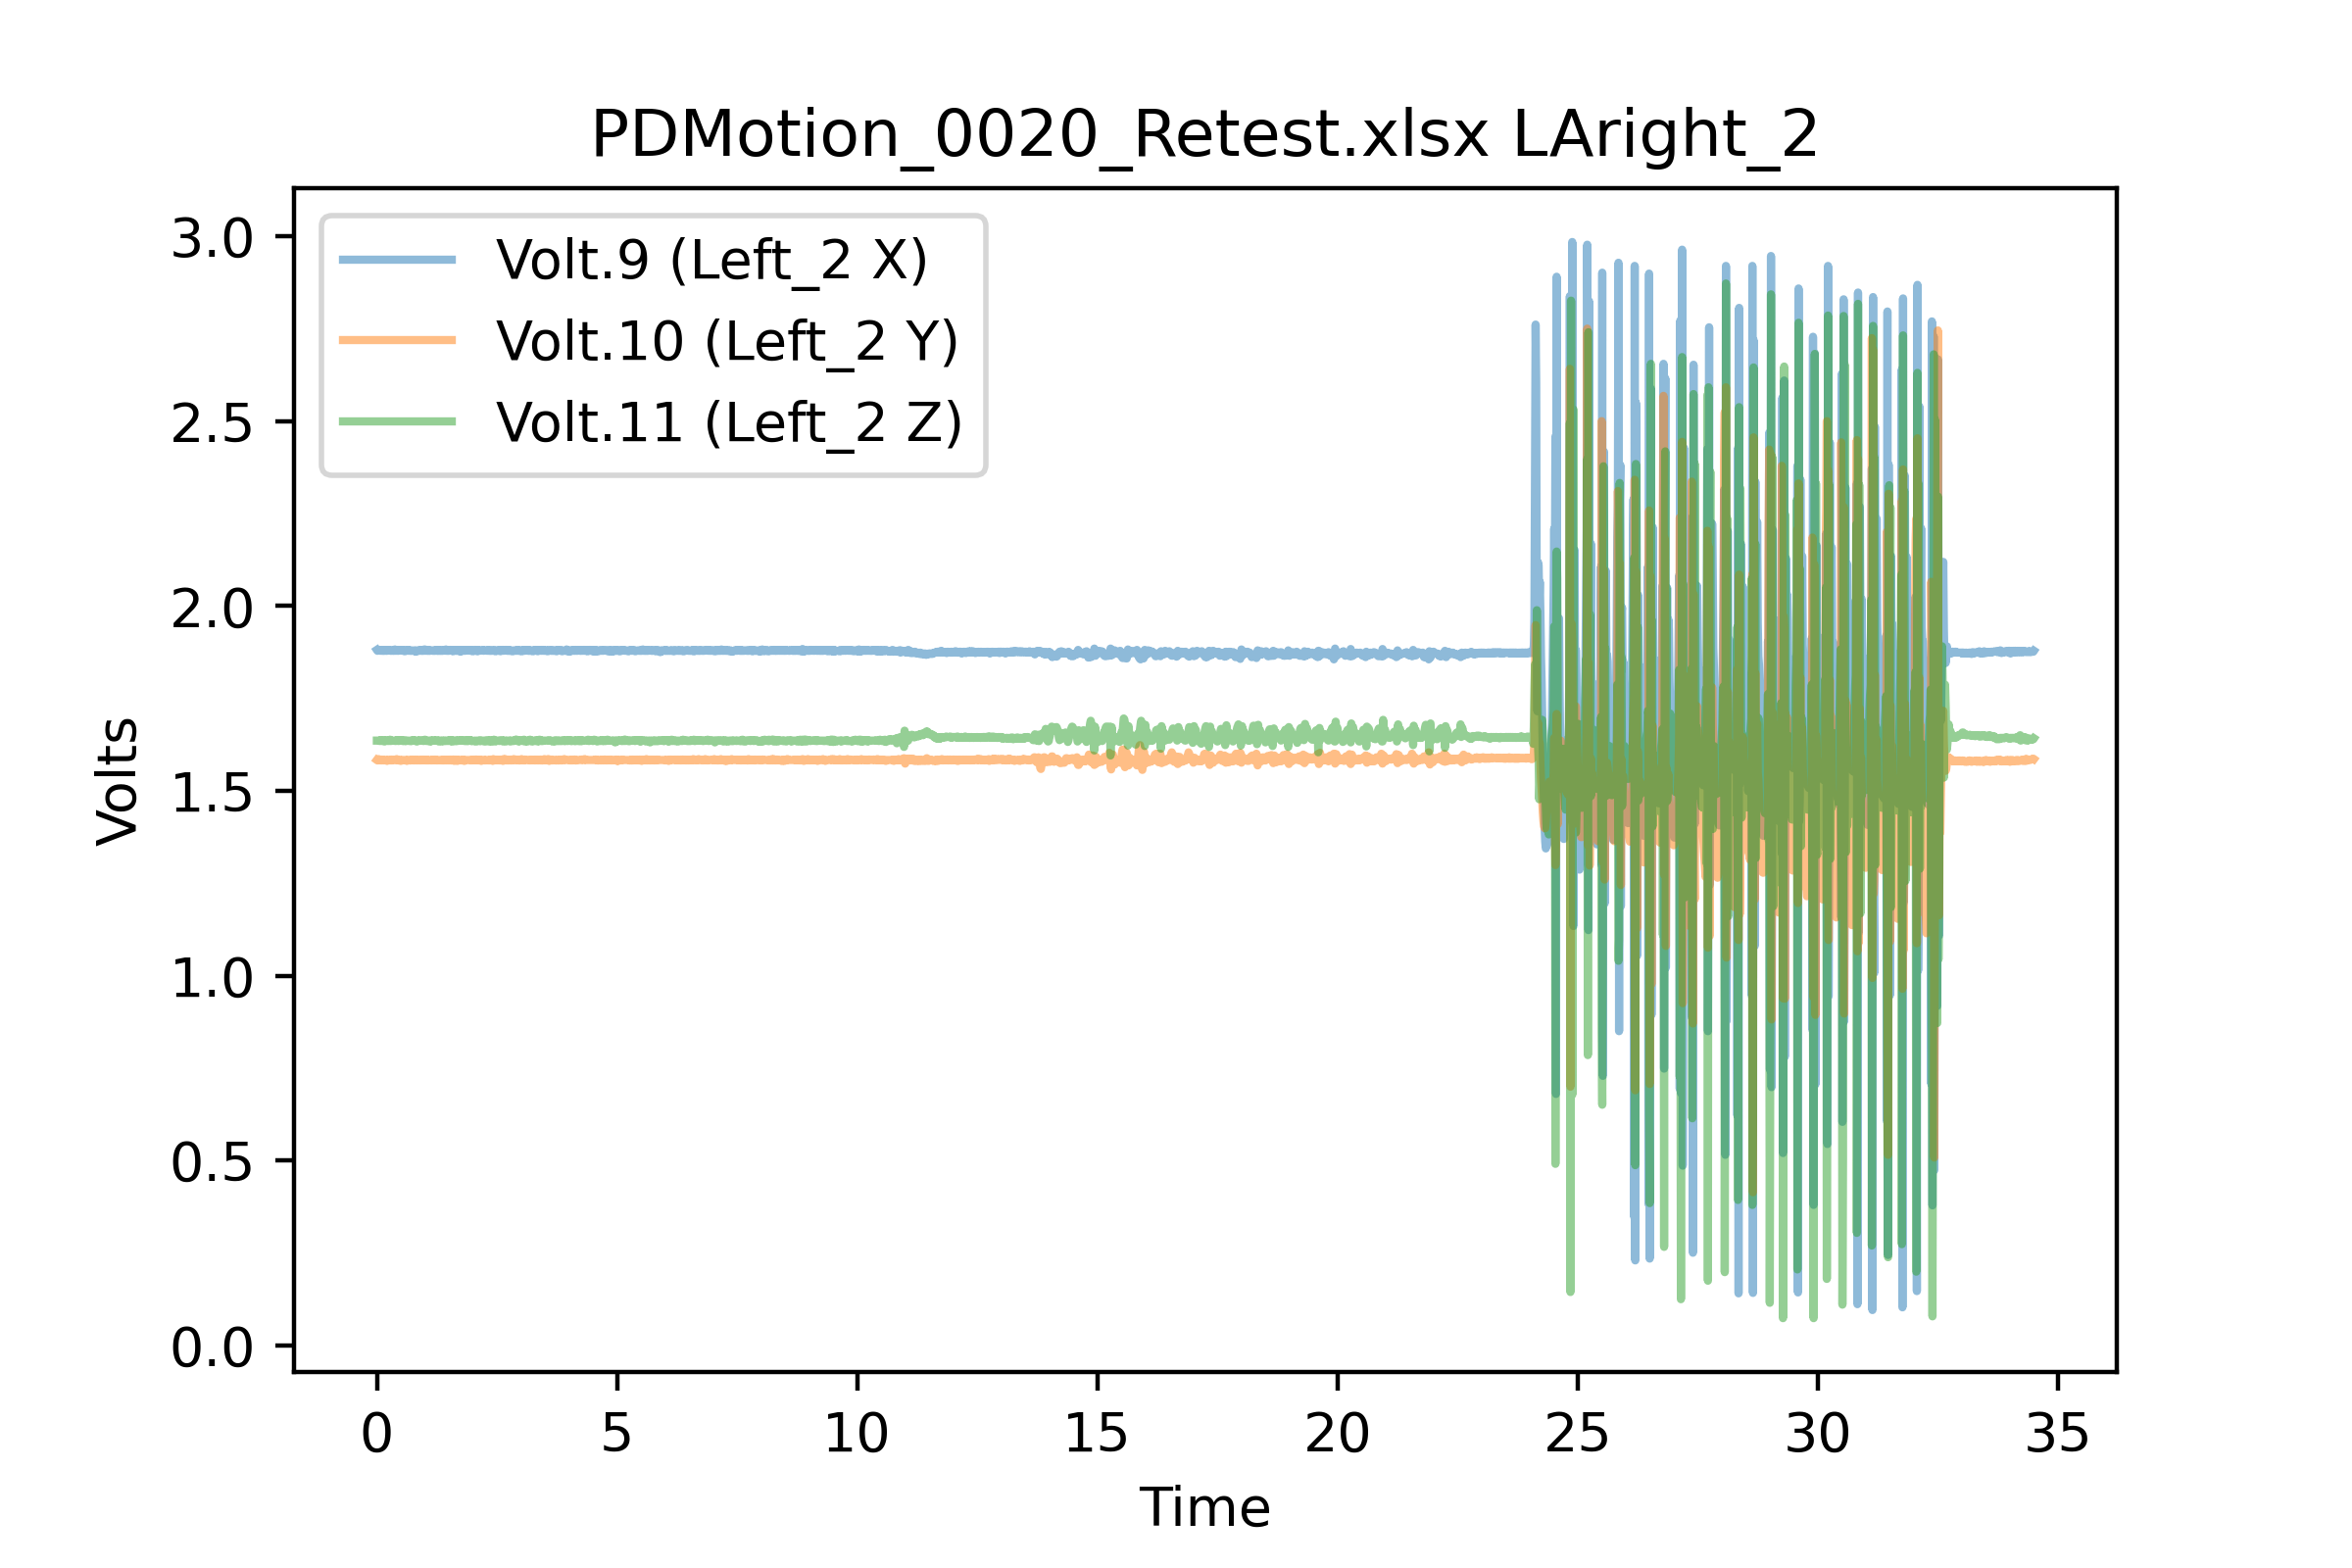 PDMotion_0020_Retest.xlsx LAright_2
Volt.9 (Left_2 X)
Volt.10 (Left_2 Y)
Volt.11 (Left_2 Z)
3.0
2.5
2.0
1.5
1.0
0.5
0.0
Volts
0 5 10 15 20 25 30 35
Time